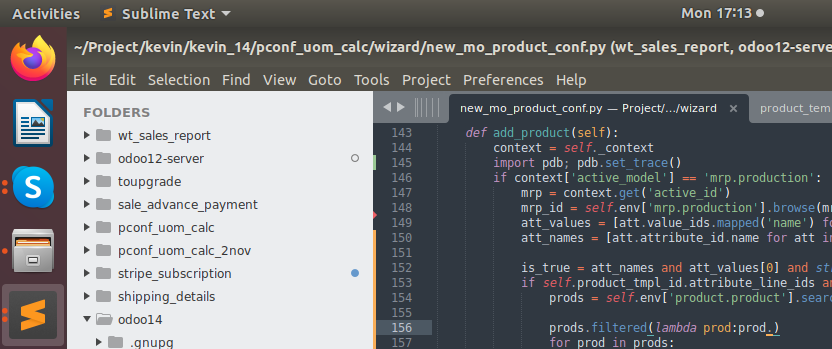 Activities Sublime Text Mon 17:13
~/Project/kevin/kevin_14/pconf_uom_calc/wizard/new_mo_product_conf.py (wt_sales_report, odoo12-serve
File Edit Selection Find View Goto Tools Project Preferences Help
FOLDERS
wt_sales_report
odoo12-server
toupgrade
sale_advance_payment
pconf_uom_calc
pconf_uom_calc_2nov
stripe_subscription
shipping_details
odoo14
.gnupg
new_mo_product_conf.py — Project/.../wizard × product_tem
143 def add_product(self):
144 context = self._context
145 import pdb; pdb.set_trace()
146 if context['active_model'] == 'mrp.production':
147 mrp = context.get('active_id')
148 mrp_id = self.env['mrp.production'].browse(mr
149 att_values = [att.value_ids.mapped('name') fo
150 att_names = [att.attribute_id.name for att in
151
152 is_true = att_names and att_values[0] and st
153 if self.product_tmpl_id.attribute_line_ids an
154 prods = self.env['product.product'].searc
155
156 prods.filtered(lambda prod:prod.)
157 for prod in prods: